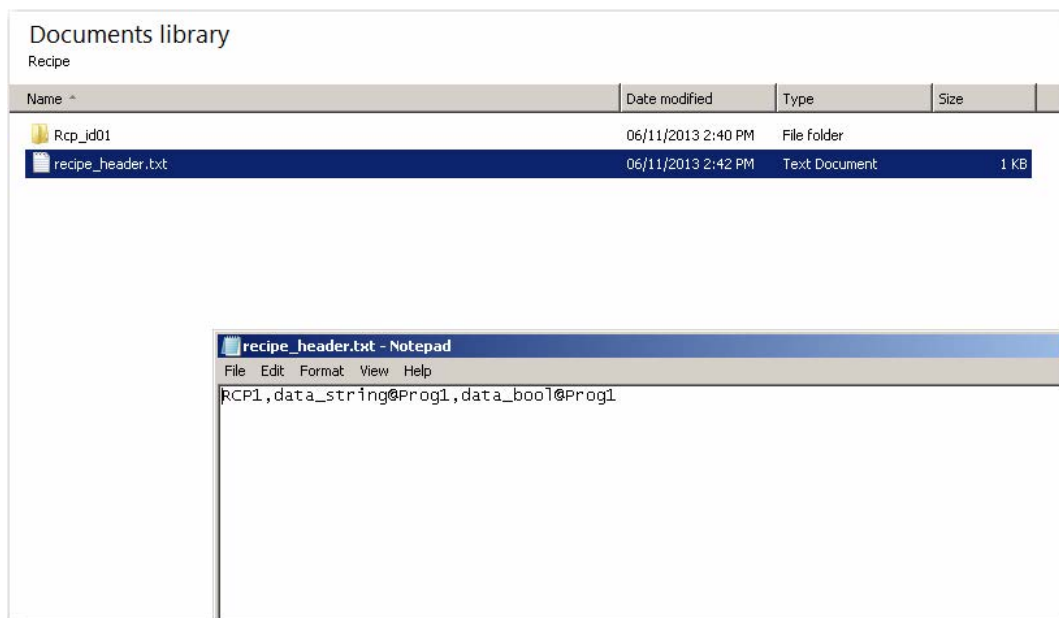 Documents library
Recipe
Name Date modified Type Size
Rcp_id01 06/11/2013 2:40 PM File folder
recipe_header.txt 06/11/2013 2:42 PM Text Document 1 KB
recipe_header.txt - Notepad
File Edit Format View Help
RCP1,data_string@Prog1,data_bool@Prog1